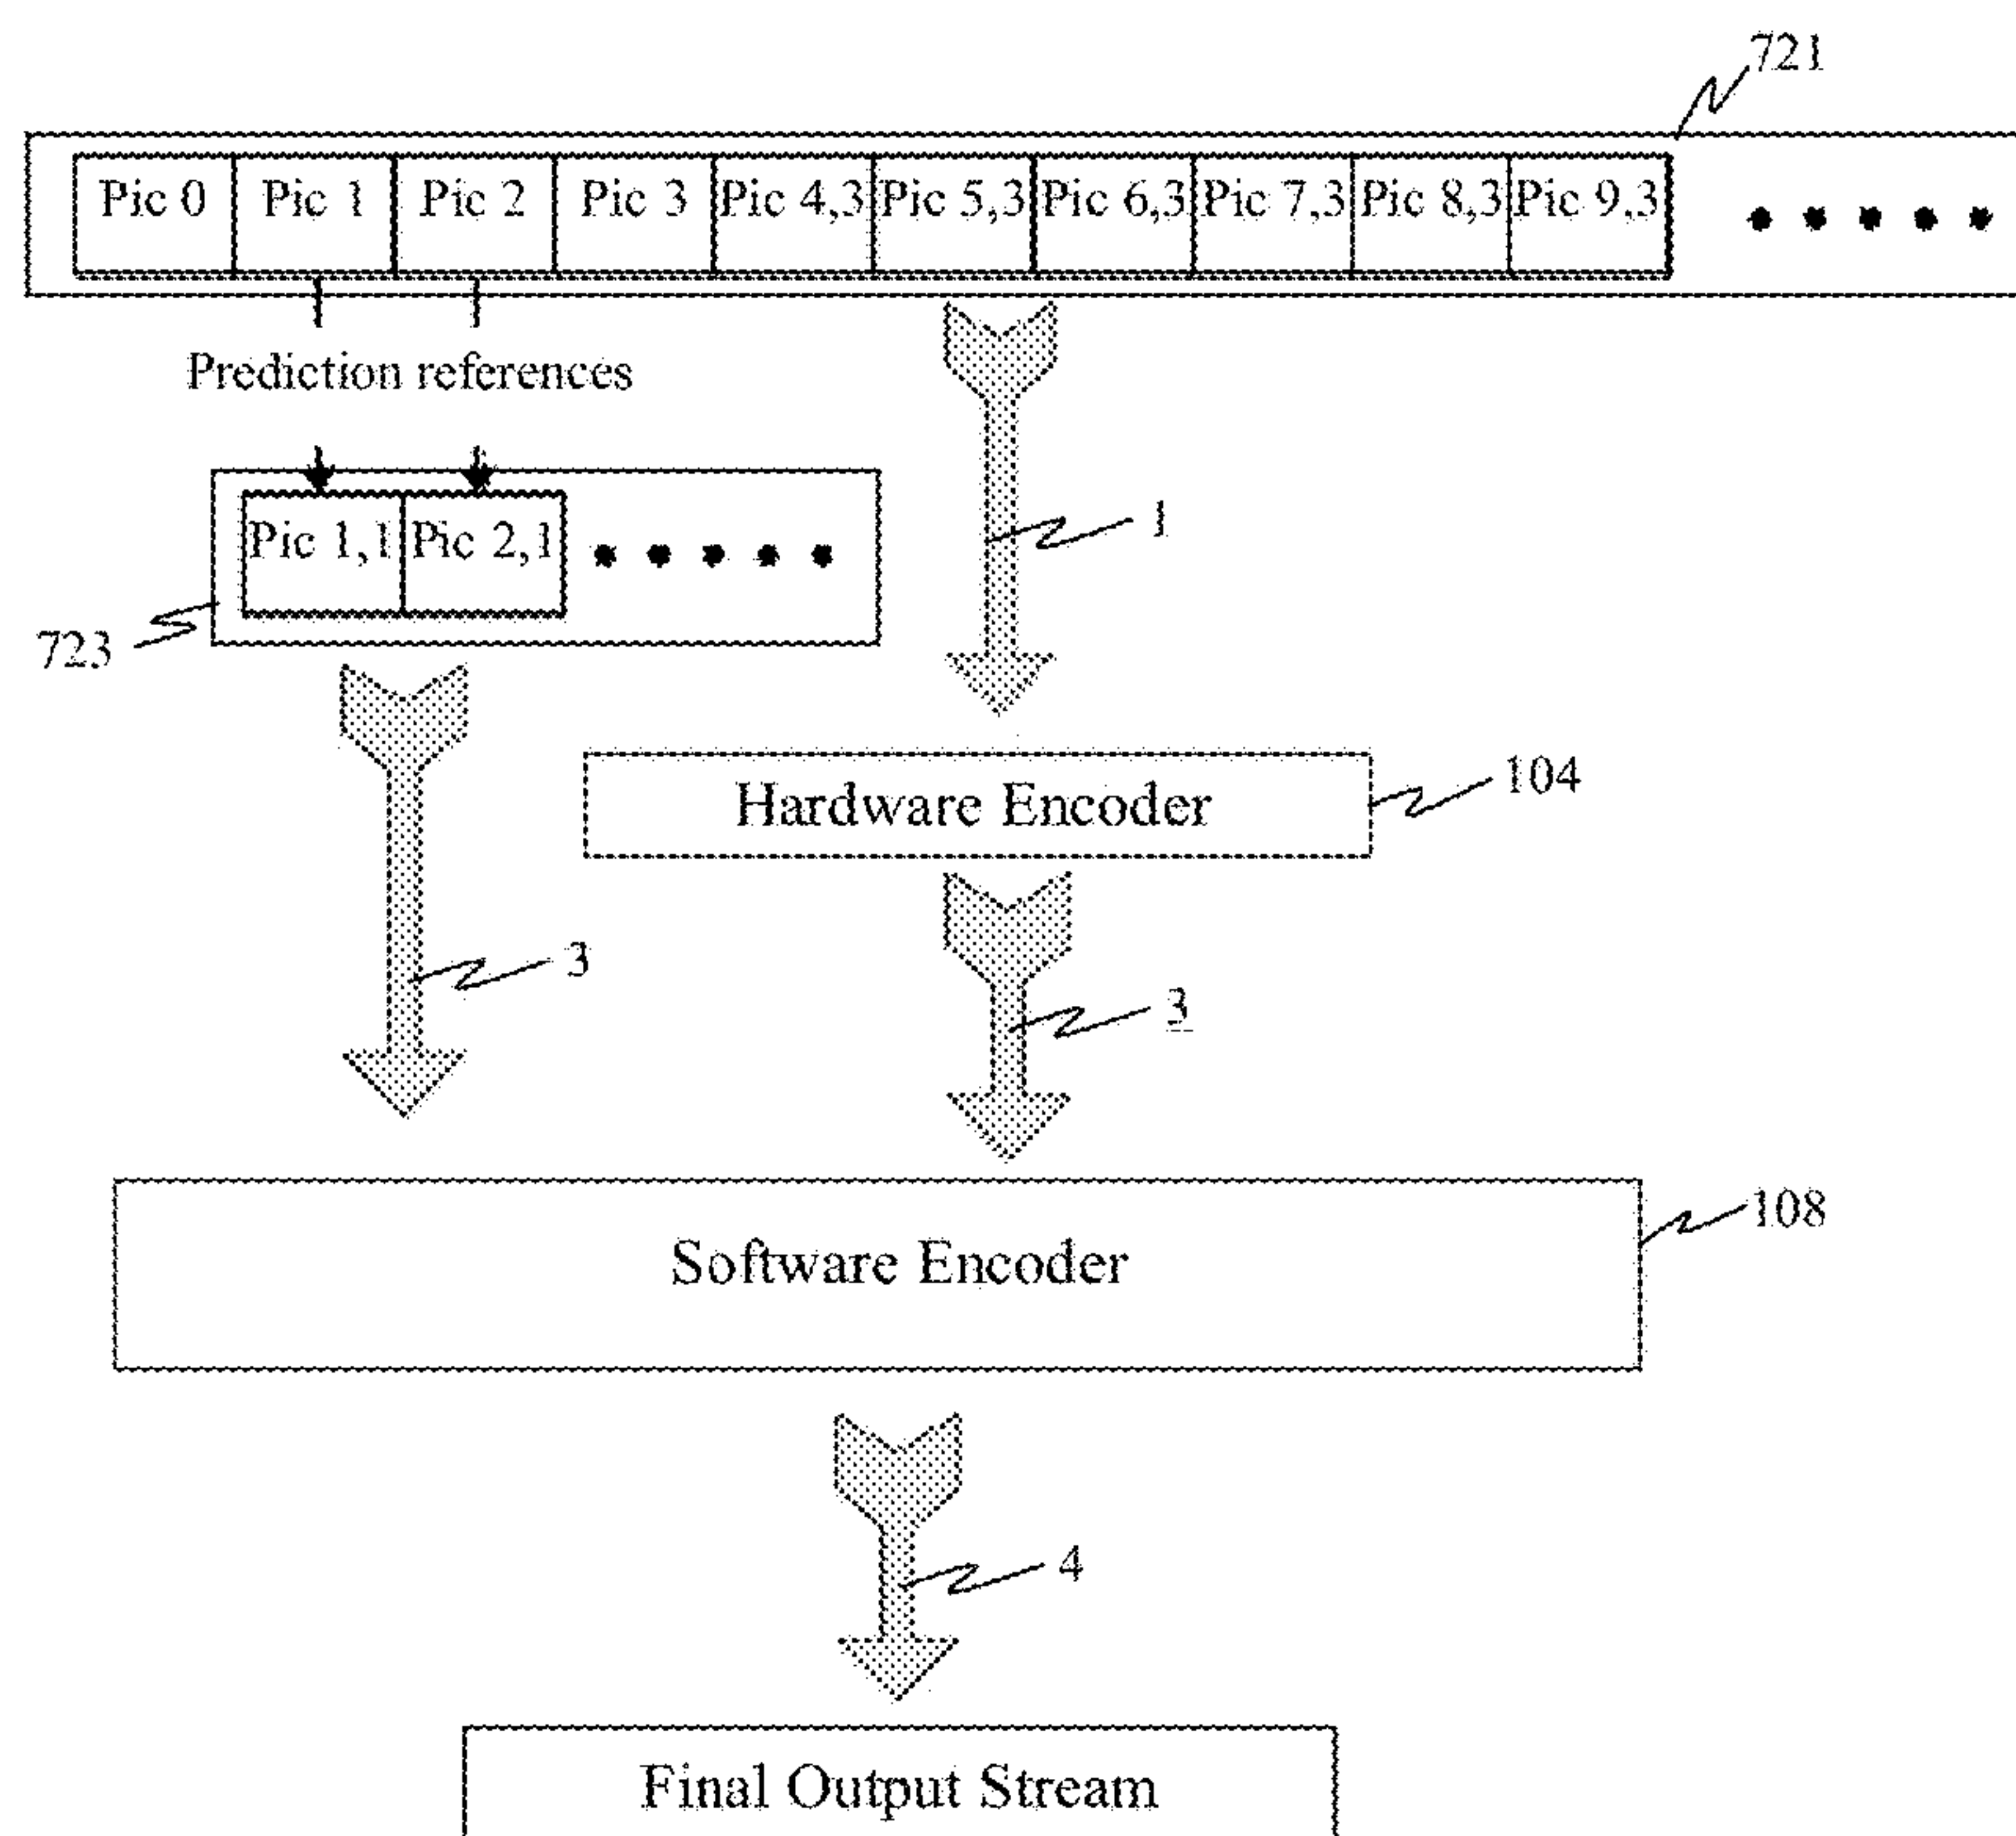 721
Pic 0 Pic 1 Pic 2 Pic 3 Pic 4,3 Pic 5,3 Pic 6,3 Pic 7,3 Pic 8,3 Pic 9,3
Prediction references
1
Pic 1,1 Pic 2,1
723
104
Hardware Encoder
3
3
108
Software Encoder
4
Final Output Stream